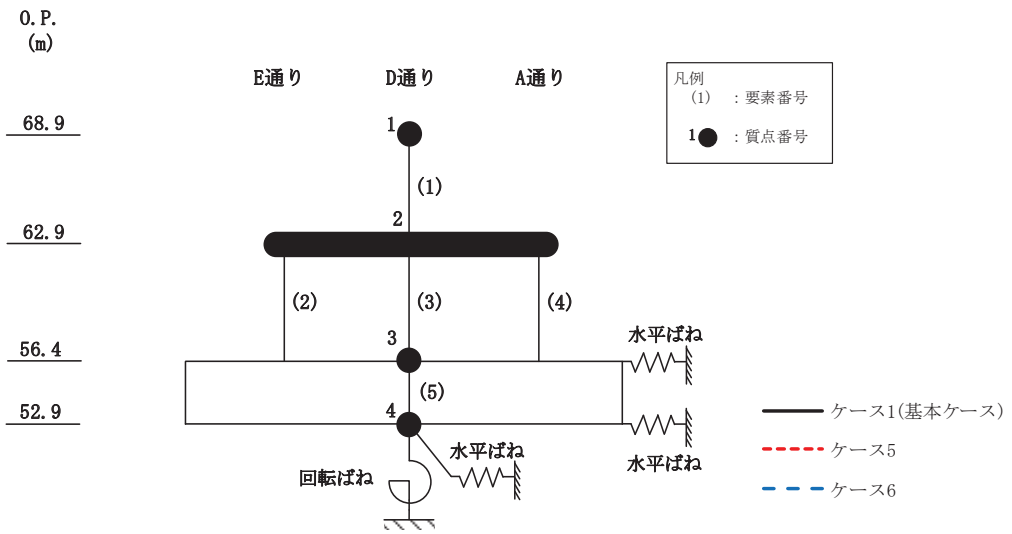 O.P.
(m)
E通り D通り A通り
凡例
(1) :要素番号
1 :質点番号
68.9
1
(1)
2
62.9
(2) (3) (4)
3
水平ばね
56.4
(5)
4
52.9
水平ばね
水平ばね
回転ばね
ケース1(基本ケース)
ケース5
ケース6